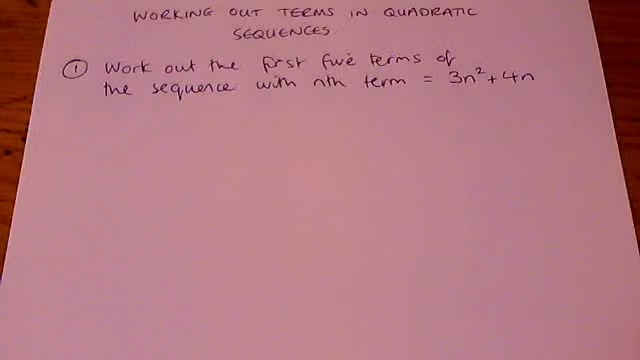 WORKING OUT TERMS IN QUADRATIC
SEQUENCES.
① Work out the first five terms of
the sequence with nth term = 3n² + 4n